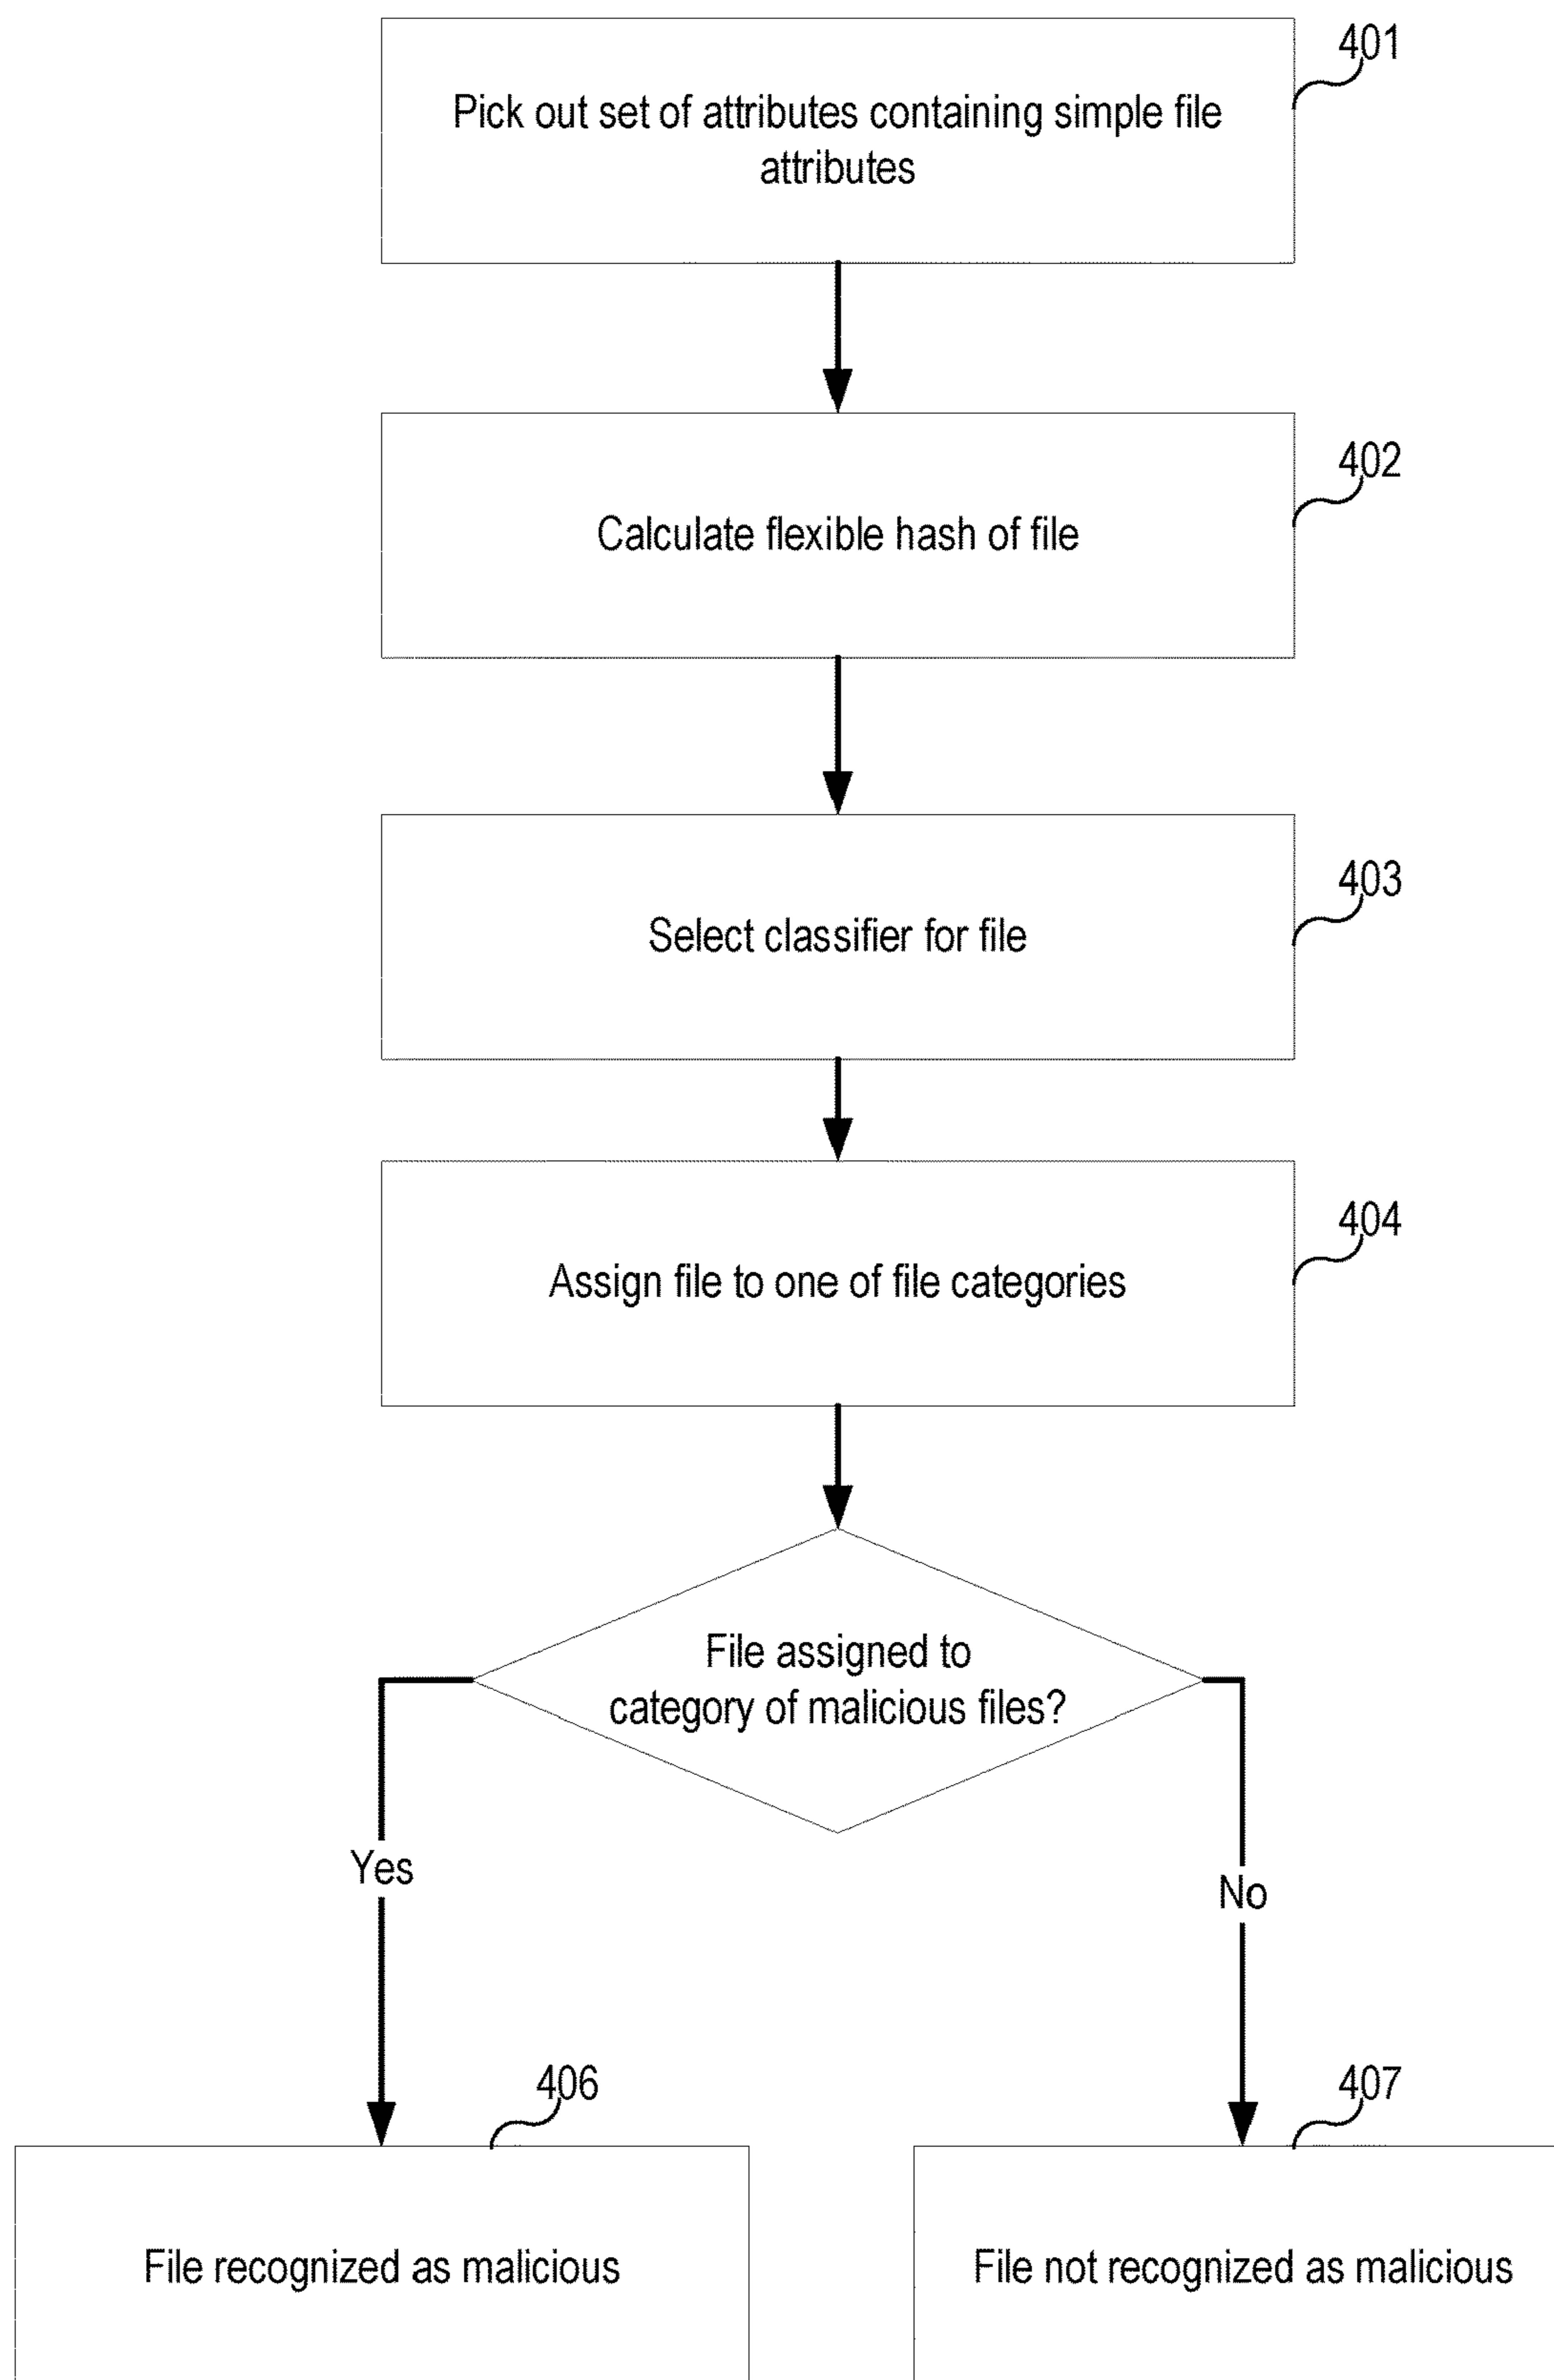 401
Pick out set of attributes containing simple file
attributes
402
Calculate flexible hash of file
403
Select classifier for file
404
Assign file to one of file categories
File assigned to
category of malicious files?
Yes
No
406
407
File recognized as malicious
File not recognized as malicious